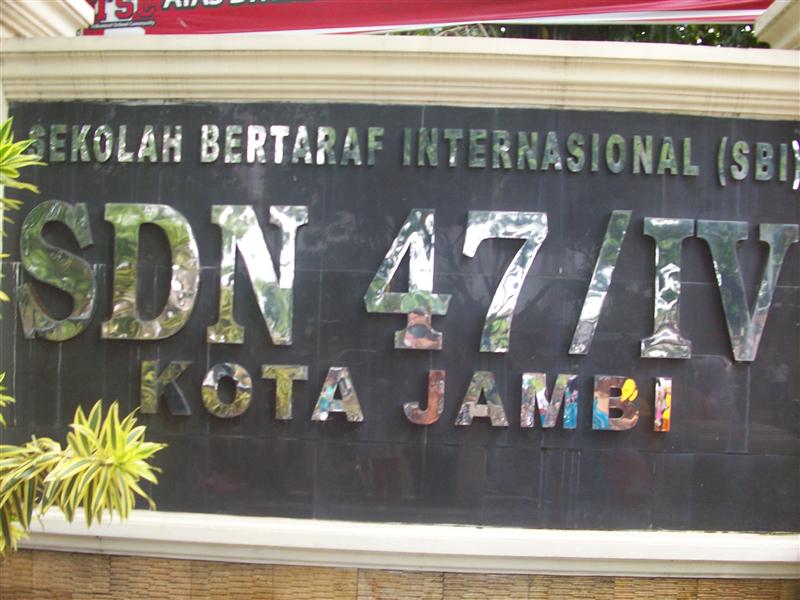 SEKOLAH BERTARAF INTERNASIONAL (SBI)
SDN 47/IV
KOTA JAMBI